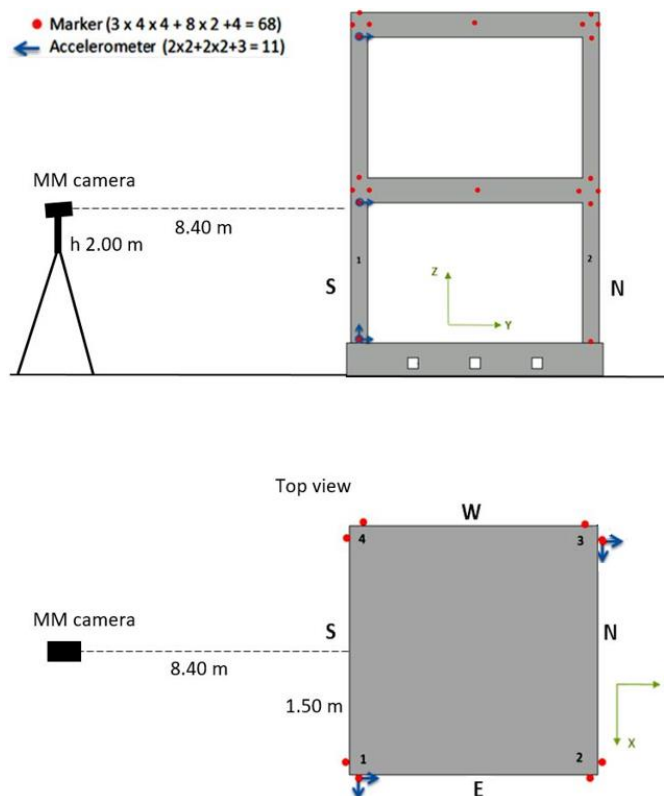 Marker (3 x 4 x 4 + 8 x 2 +4 = 68)
Accelerometer (2x2+2x2+3 = 11)
MM camera
8.40 m
h 2.00 m
1
2
S
N
Z
Y
Top view
W
4
3
MM camera
S
N
8.40 m
1.50 m
X
1
2
E